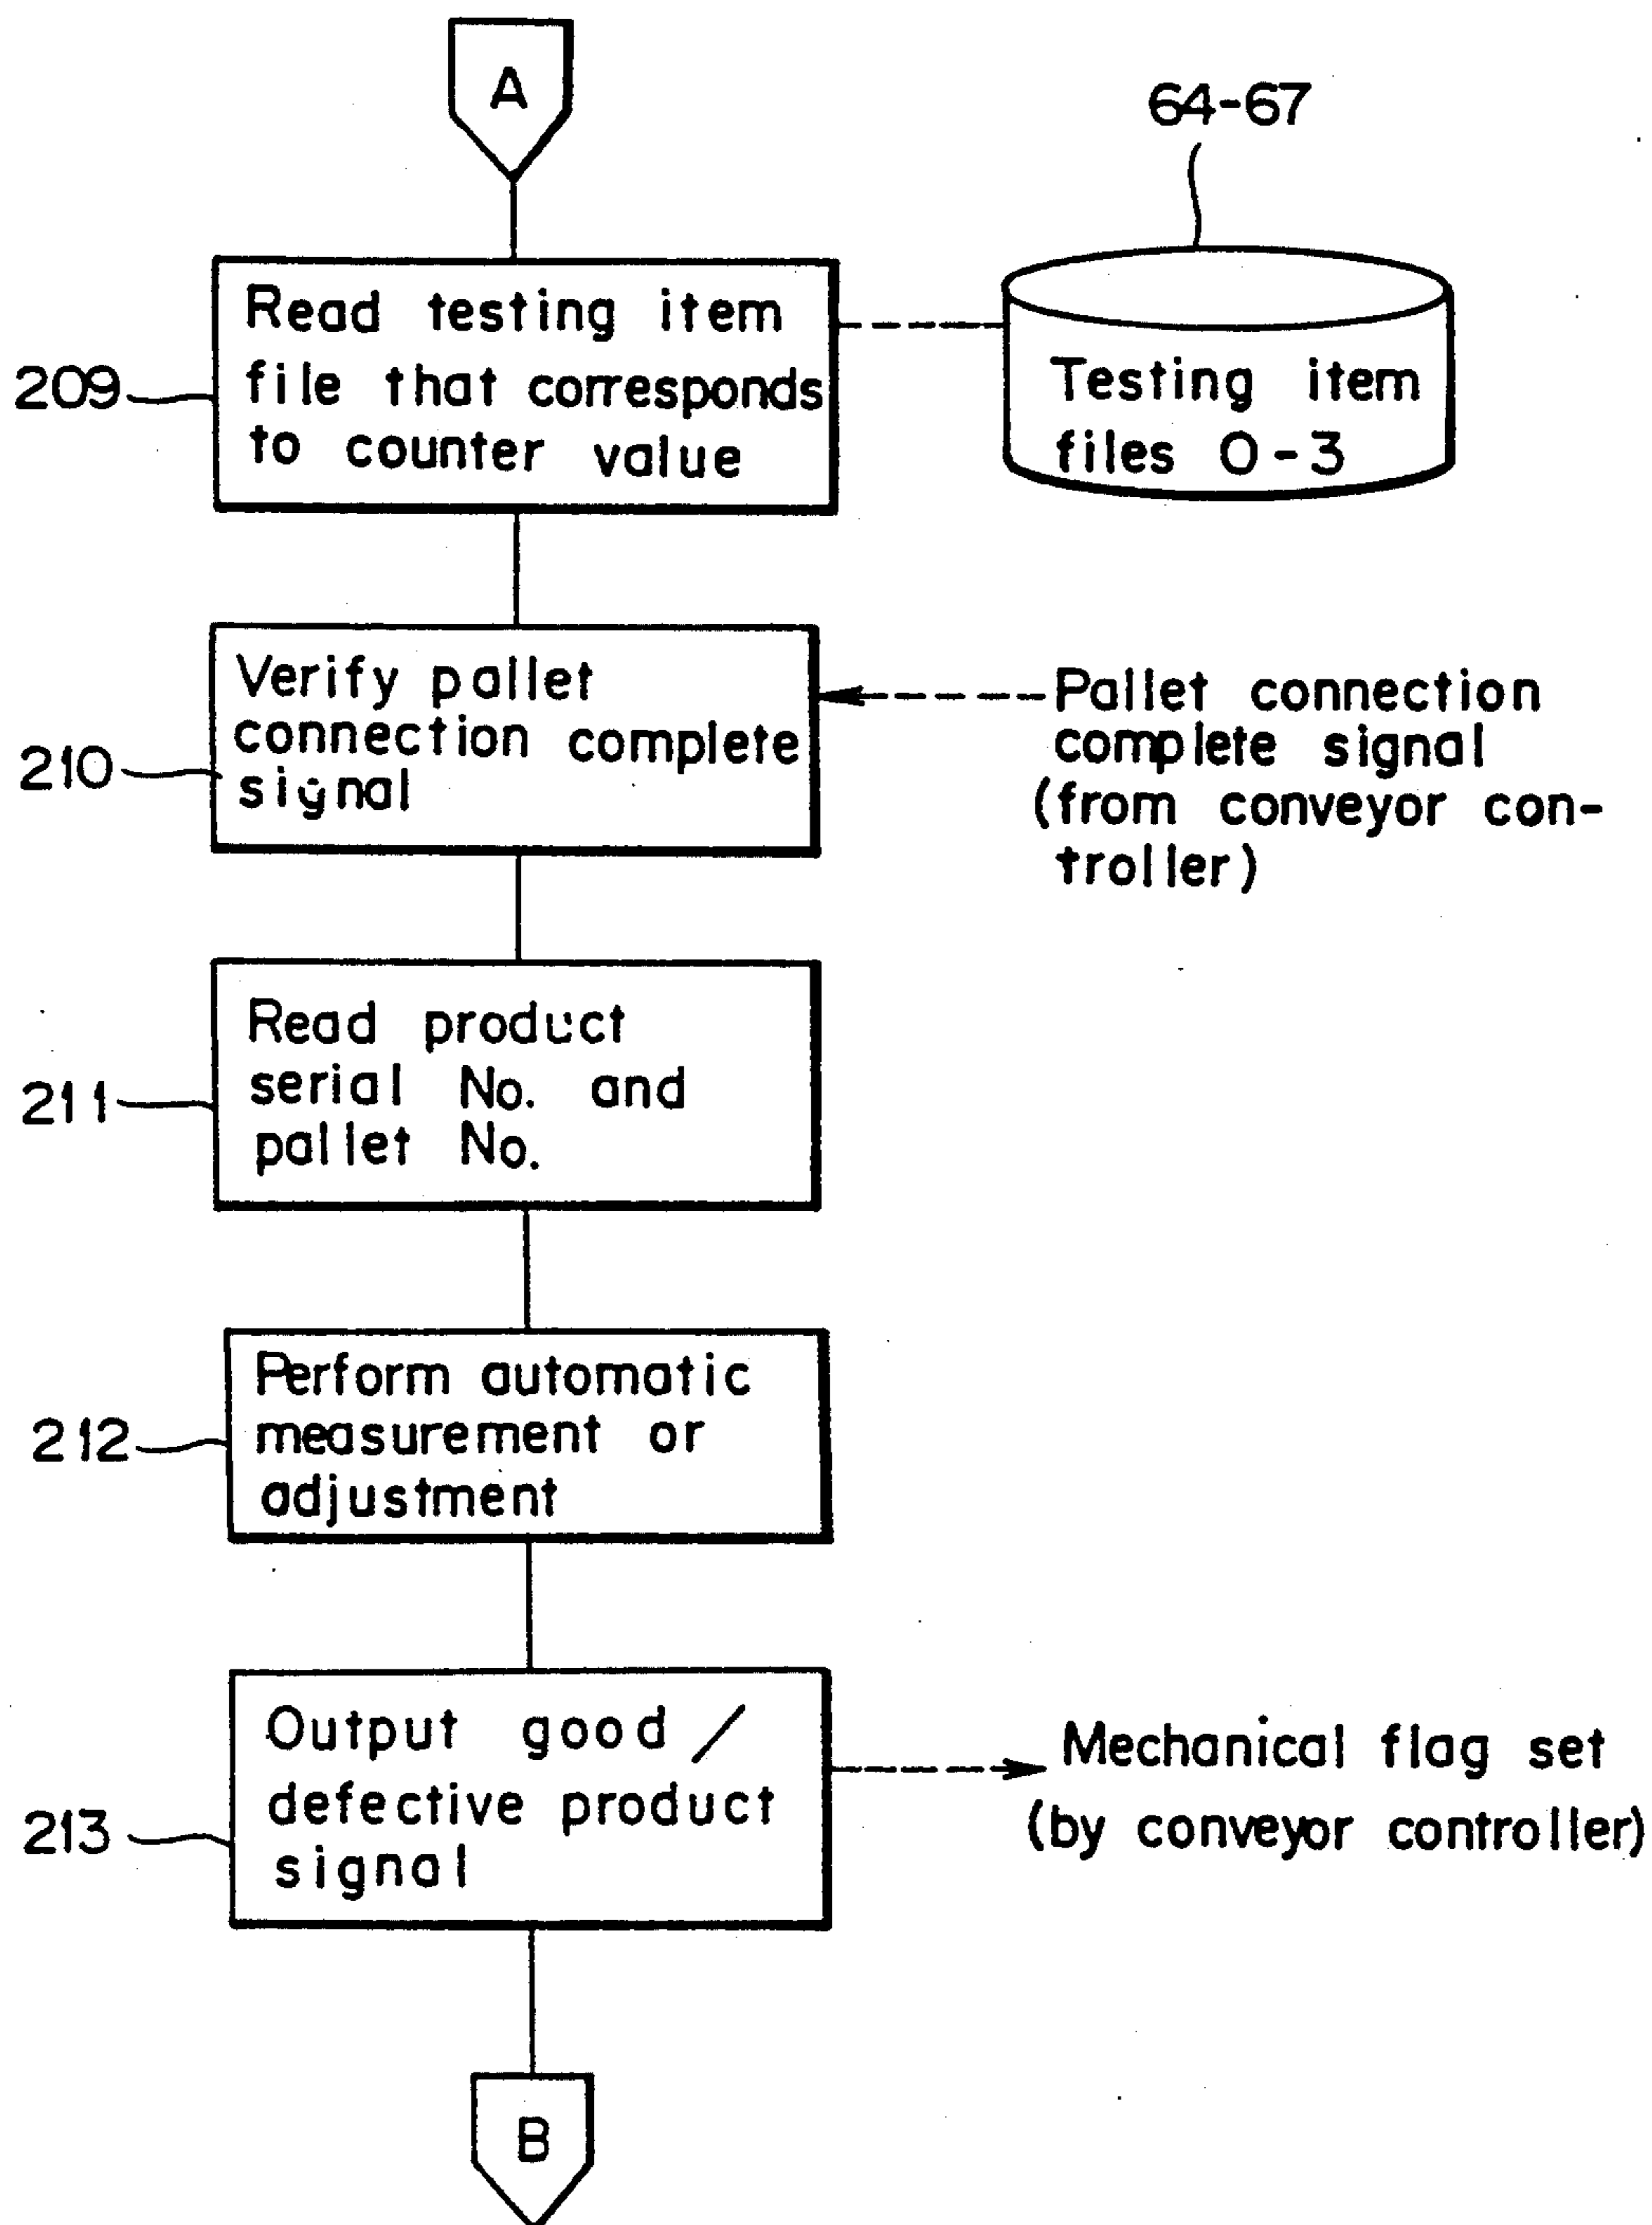 A
64-67
209
Read testing item
file that corresponds
to counter value
Testing item
files 0-3
210
Verify pallet
connection complete
signal
Pallet connection
complete signal
(from conveyor con-
troller)
211
Read product
serial No. and
pallet No.
212
Perform automatic
measurement or
adjustment
213
Output good /
defective product
signal
Mechanical flag set
(by conveyor controller)
B